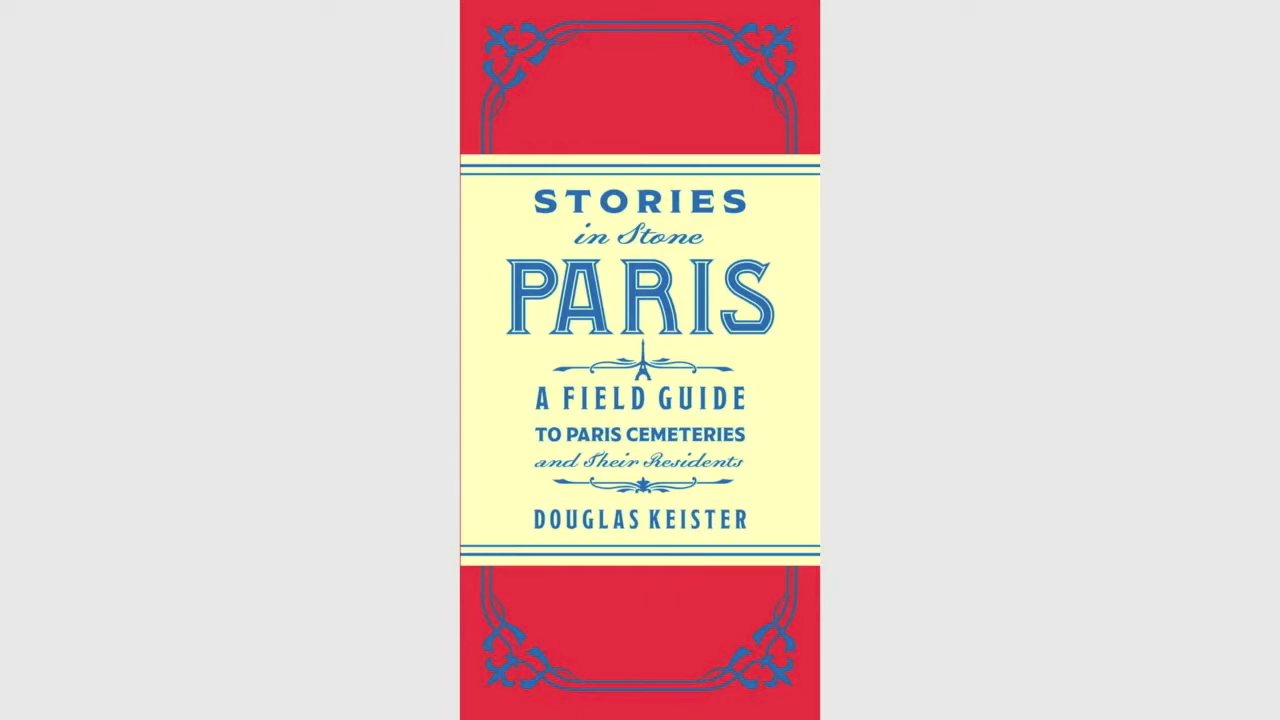 STORIES
in Stone
PARIS
A FIELD GUIDE
TO PARIS CEMETERIES
and Their Residents
DOUGLAS KEISTER